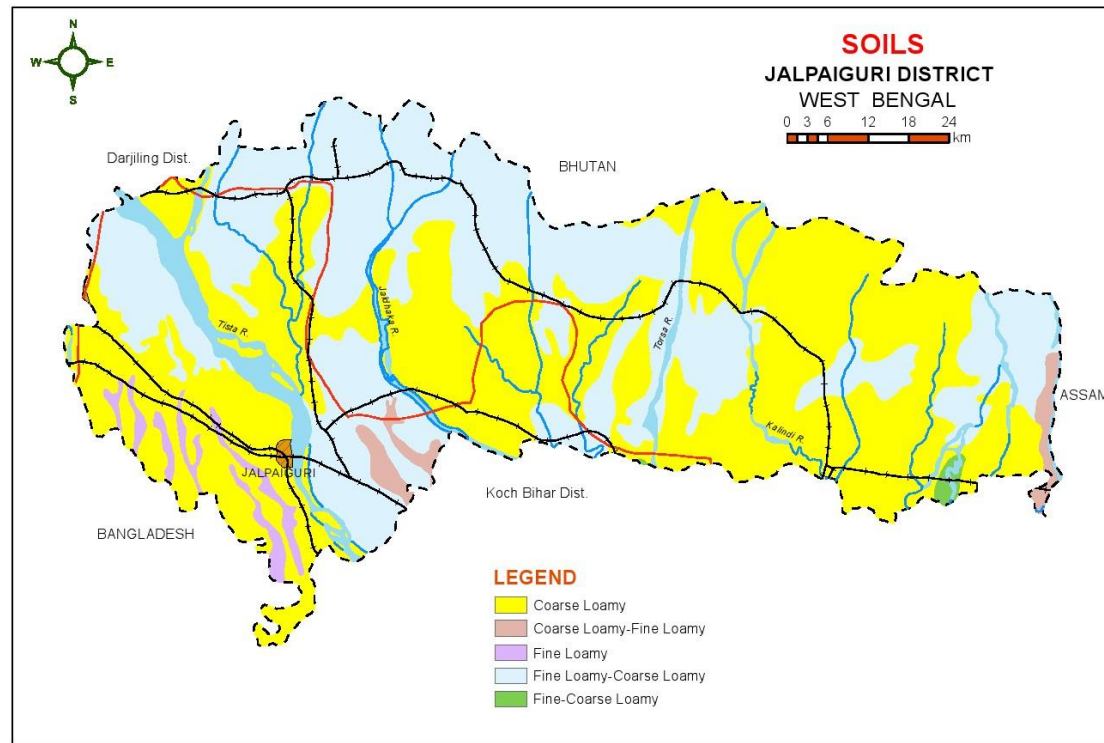 N
W E
S
SOILS
JALPAIGURI DISTRICT
WEST BENGAL
0 3 6 12 18 24
km
Darjiling Dist.
BHUTAN
Tista R.
Jaldhaka R.
Torsa R.
Kalindi R.
ASSAM
JALPAIGURI
Koch Bihar Dist.
BANGLADESH
LEGEND
Coarse Loamy
Coarse Loamy-Fine Loamy
Fine Loamy
Fine Loamy-Coarse Loamy
Fine-Coarse Loamy